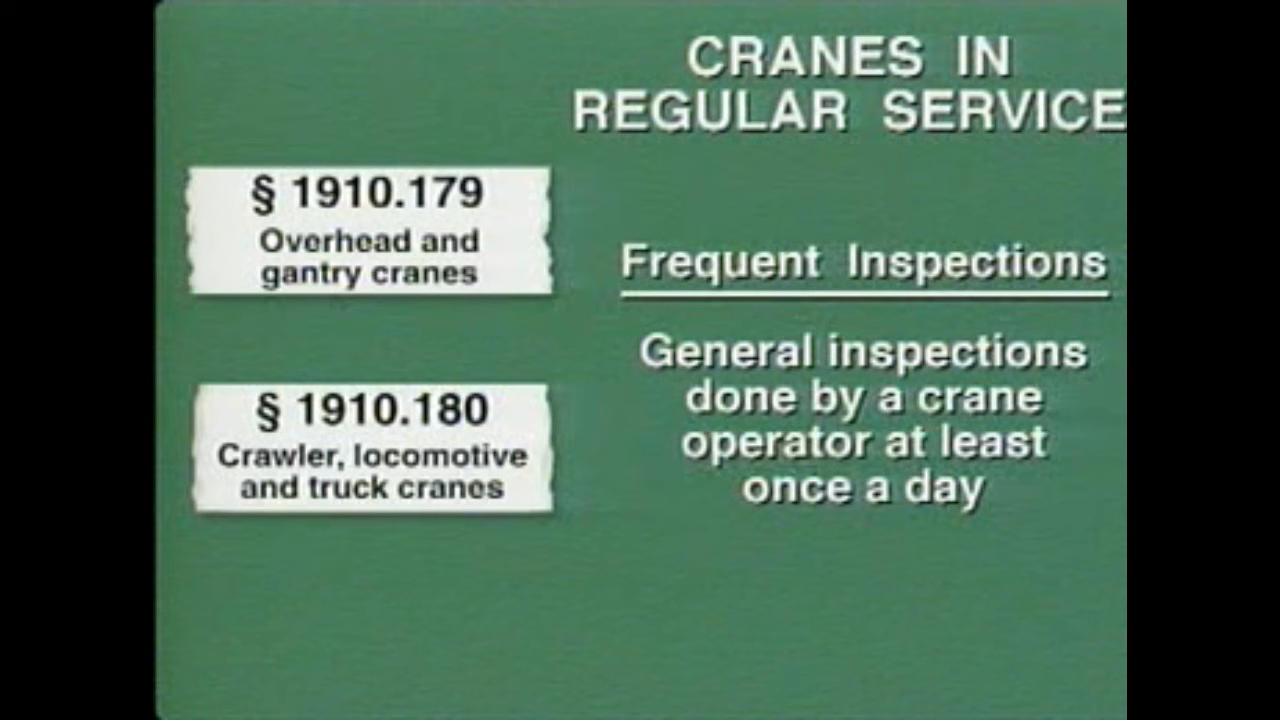 CRANES IN
REGULAR SERVICE
§ 1910.179
Overhead and
gantry cranes
§ 1910.180
Crawler, locomotive
and truck cranes
Frequent Inspections
General inspections
done by a crane
operator at least
once a day